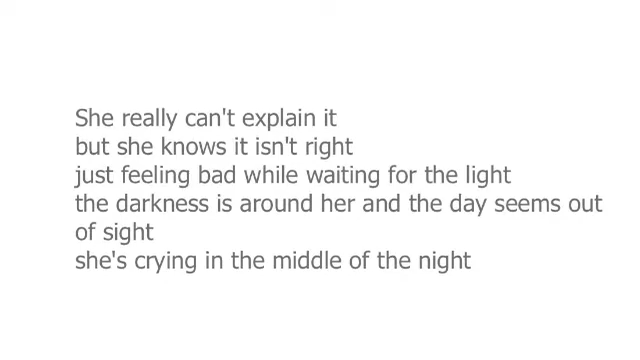 She really can't explain it
but she knows it isn't right
just feeling bad while waiting for the light
the darkness is around her and the day seems out
of sight
she's crying in the middle of the night